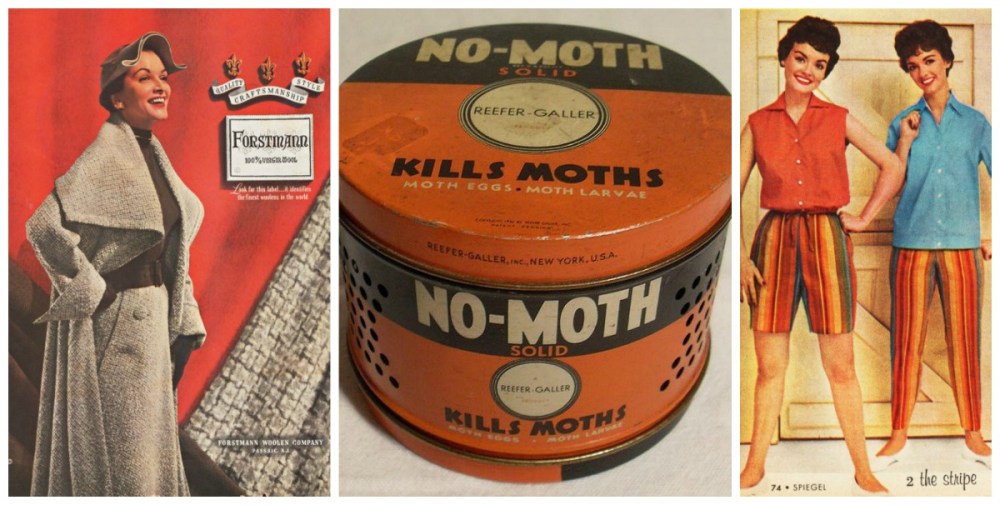 QUALITY
STYLE
CRAFTSMANSHIP
FORSTMANN
100% VIRGIN WOOL
Look for this label...it identifies
the finest woolens in the world
FORSTMANN WOOLEN COMPANY
PASSAIC, N.J.
NO-MOTH
SOLID
REEFER-GALLER
KILLS MOTHS
MOTH EGGS • MOTH LARVAE
REEFER-GALLER, INC., NEW YORK, U.S.A.
NO-MOTH
SOLID
REEFER-GALLER
KILLS MOTHS
MOTH EGGS • MOTH LARVAE
74 • SPIEGEL
2 the stripe